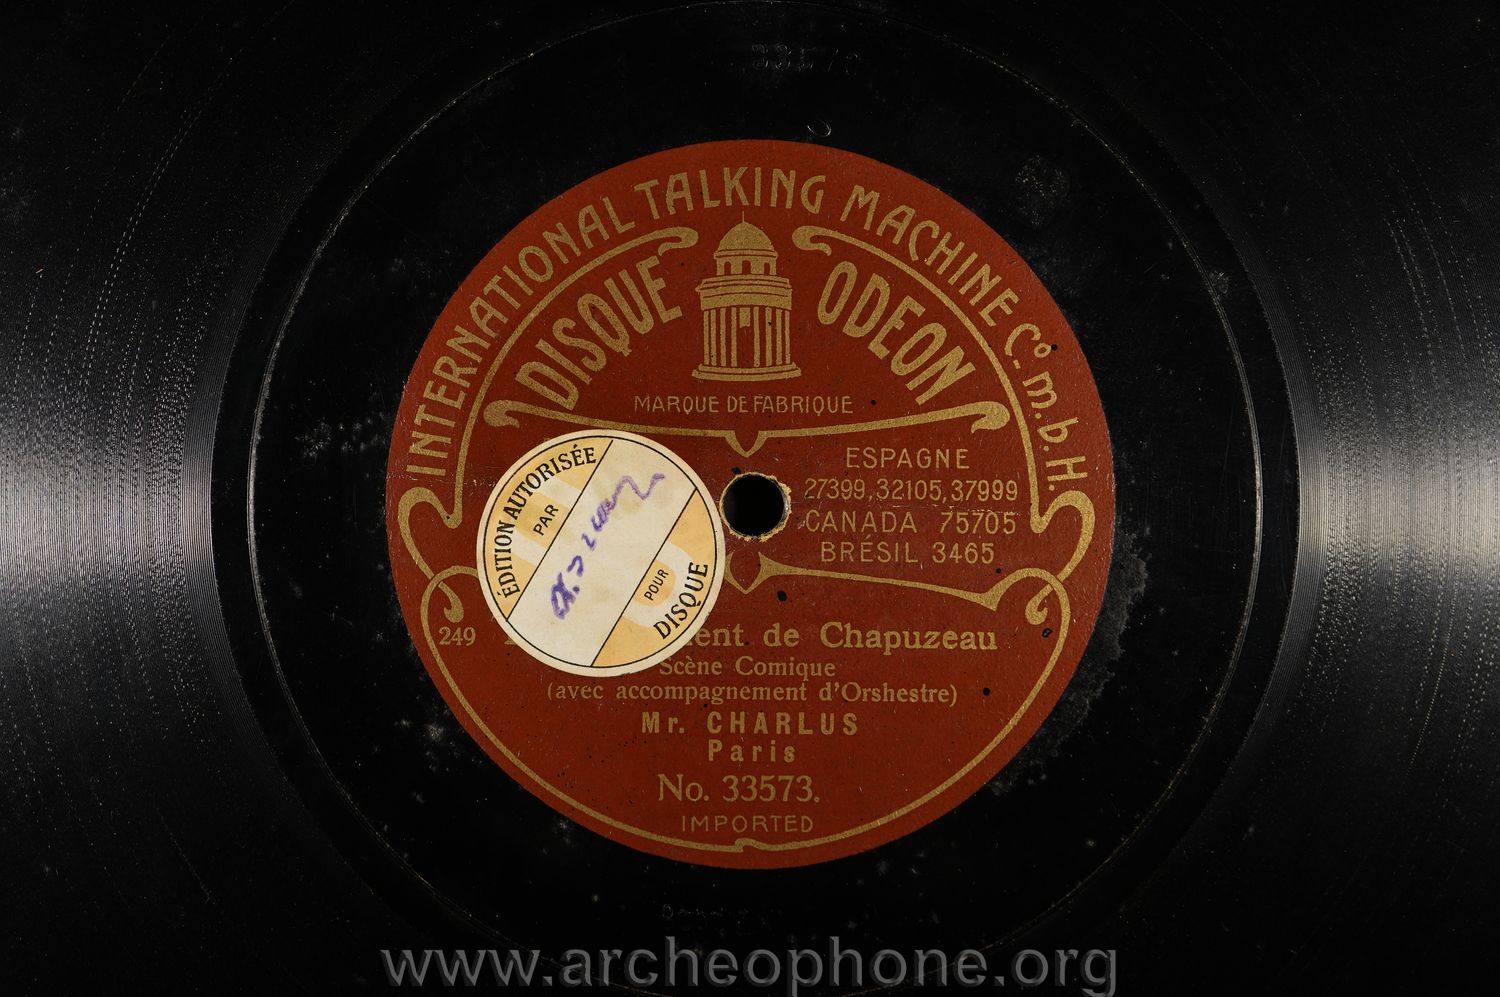 INTERNATIONAL TALKING MACHINE Co. m. b. H.
DISQUE ODEON
MARQUE DE FABRIQUE
ESPAGNE
27399, 32105, 37999
CANADA 75705
BRÉSIL, 3465
ÉDITION AUTORISÉE
PAR
POUR
DISQUE
249
de Chapuzeau
Scène Comique
(avec accompagnement d'Orshestre)
Mr. CHARLUS
Paris
No. 33573.
IMPORTED
www.archeophone.org